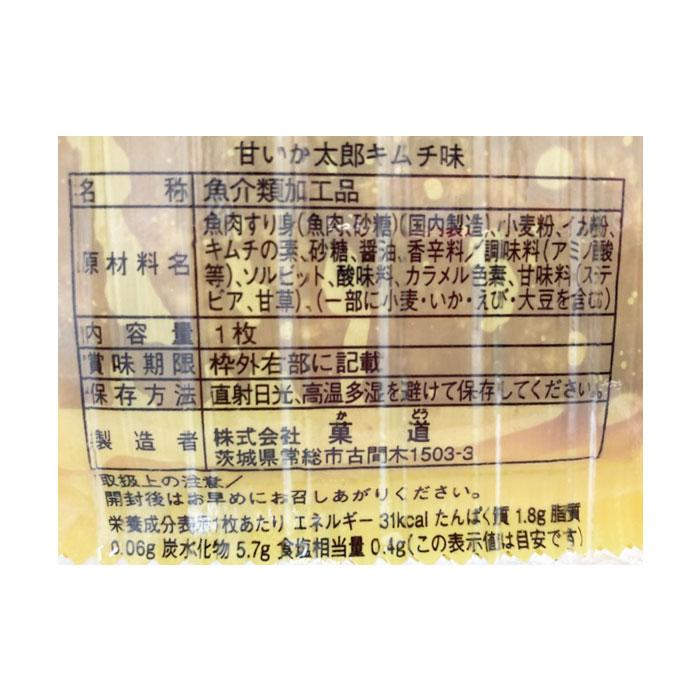 甘いか太郎キムチ味
名称 魚介類加工品
原材料名 魚肉すり身(魚肉、砂糖)(国内製造)、小麦粉、イカ粉、
キムチの素、砂糖、醤油、香辛料/調味料(アミノ酸
等)、ソルビット、酸味料、カラメル色素、甘味料(ステ
ビア、甘草)、(一部に小麦・いか・えび・大豆を含む)
内容量 1枚
賞味期限 枠外右部に記載
保存方法 直射日光、高温多湿を避けて保存してください。
製造者 株式会社 菓道
かどう
茨城県常総市古間木1503-3
取扱上の注意/
開封後はお早めにお召しあがりください。
栄養成分表示1枚あたり エネルギー 31kcal たんぱく質 1.8g 脂質
0.06g 炭水化物 5.7g 食塩相当量 0.4g(この表示値は目安です)